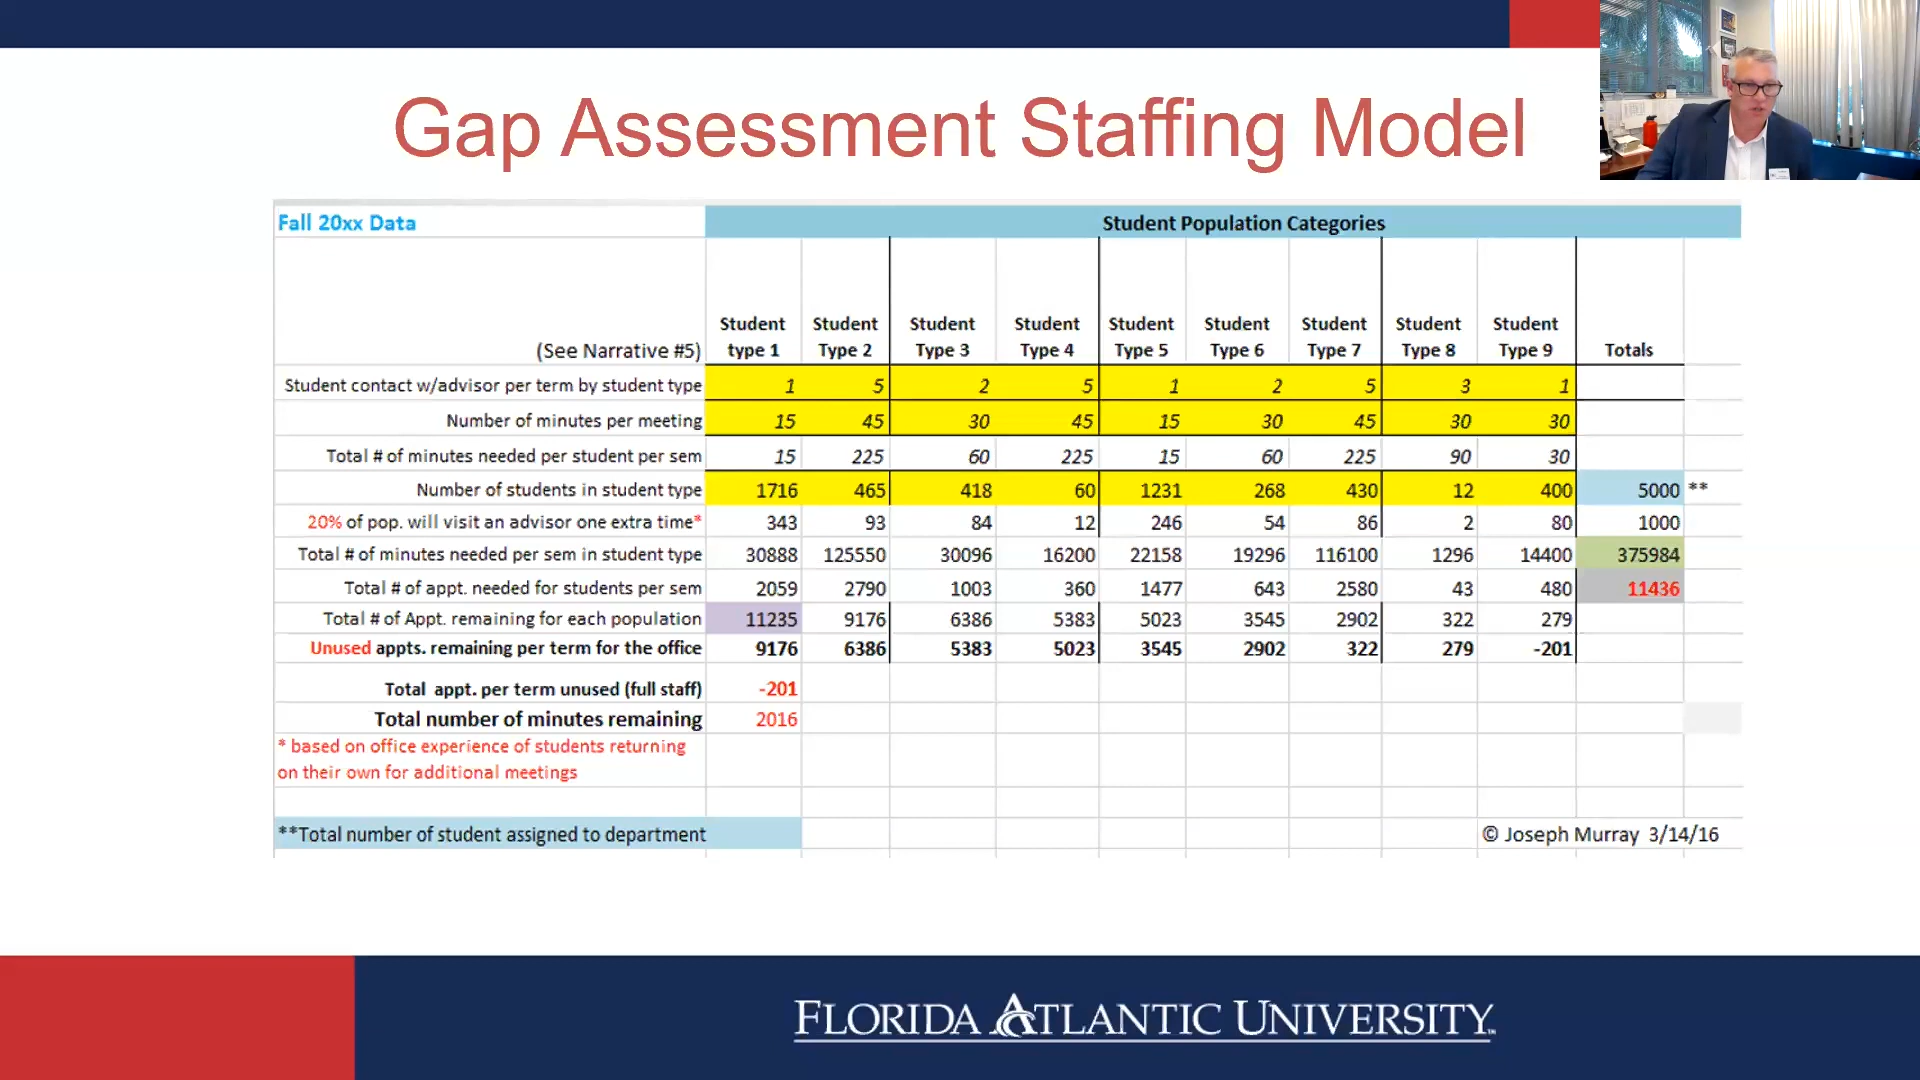 Gap Assessment Staffing Model
Fall 20xx Data Student Population Categories
(See Narrative #5) Student type 1 Student Type 2 Student Type 3 Student Type 4 Student Type 5 Student Type 6 Student Type 7 Student Type 8 Student Type 9 Totals
Student contact w/advisor per term by student type 1 5 2 5 1 2 5 3 1
Number of minutes per meeting 15 45 30 45 15 30 45 30 30
Total # of minutes needed per student per sem 15 225 60 225 15 60 225 90 30
Number of students in student type 1716 465 418 60 1231 268 430 12 400 5000 **
20% of pop. will visit an advisor one extra time* 343 93 84 12 246 54 86 2 80 1000
Total # of minutes needed per sem in student type 30888 125550 30096 16200 22158 19296 116100 1296 14400 375984
Total # of appt. needed for students per sem 2059 2790 1003 360 1477 643 2580 43 480 11436
Total # of Appt. remaining for each population 11235 9176 6386 5383 5023 3545 2902 322 279
Unused appts. remaining per term for the office 9176 6386 5383 5023 3545 2902 322 279 -201
Total appt. per term unused (full staff) -201
Total number of minutes remaining 2016
* based on office experience of students returning
on their own for additional meetings
**Total number of student assigned to department © Joseph Murray 3/14/16
FLORIDA ATLANTIC UNIVERSITY